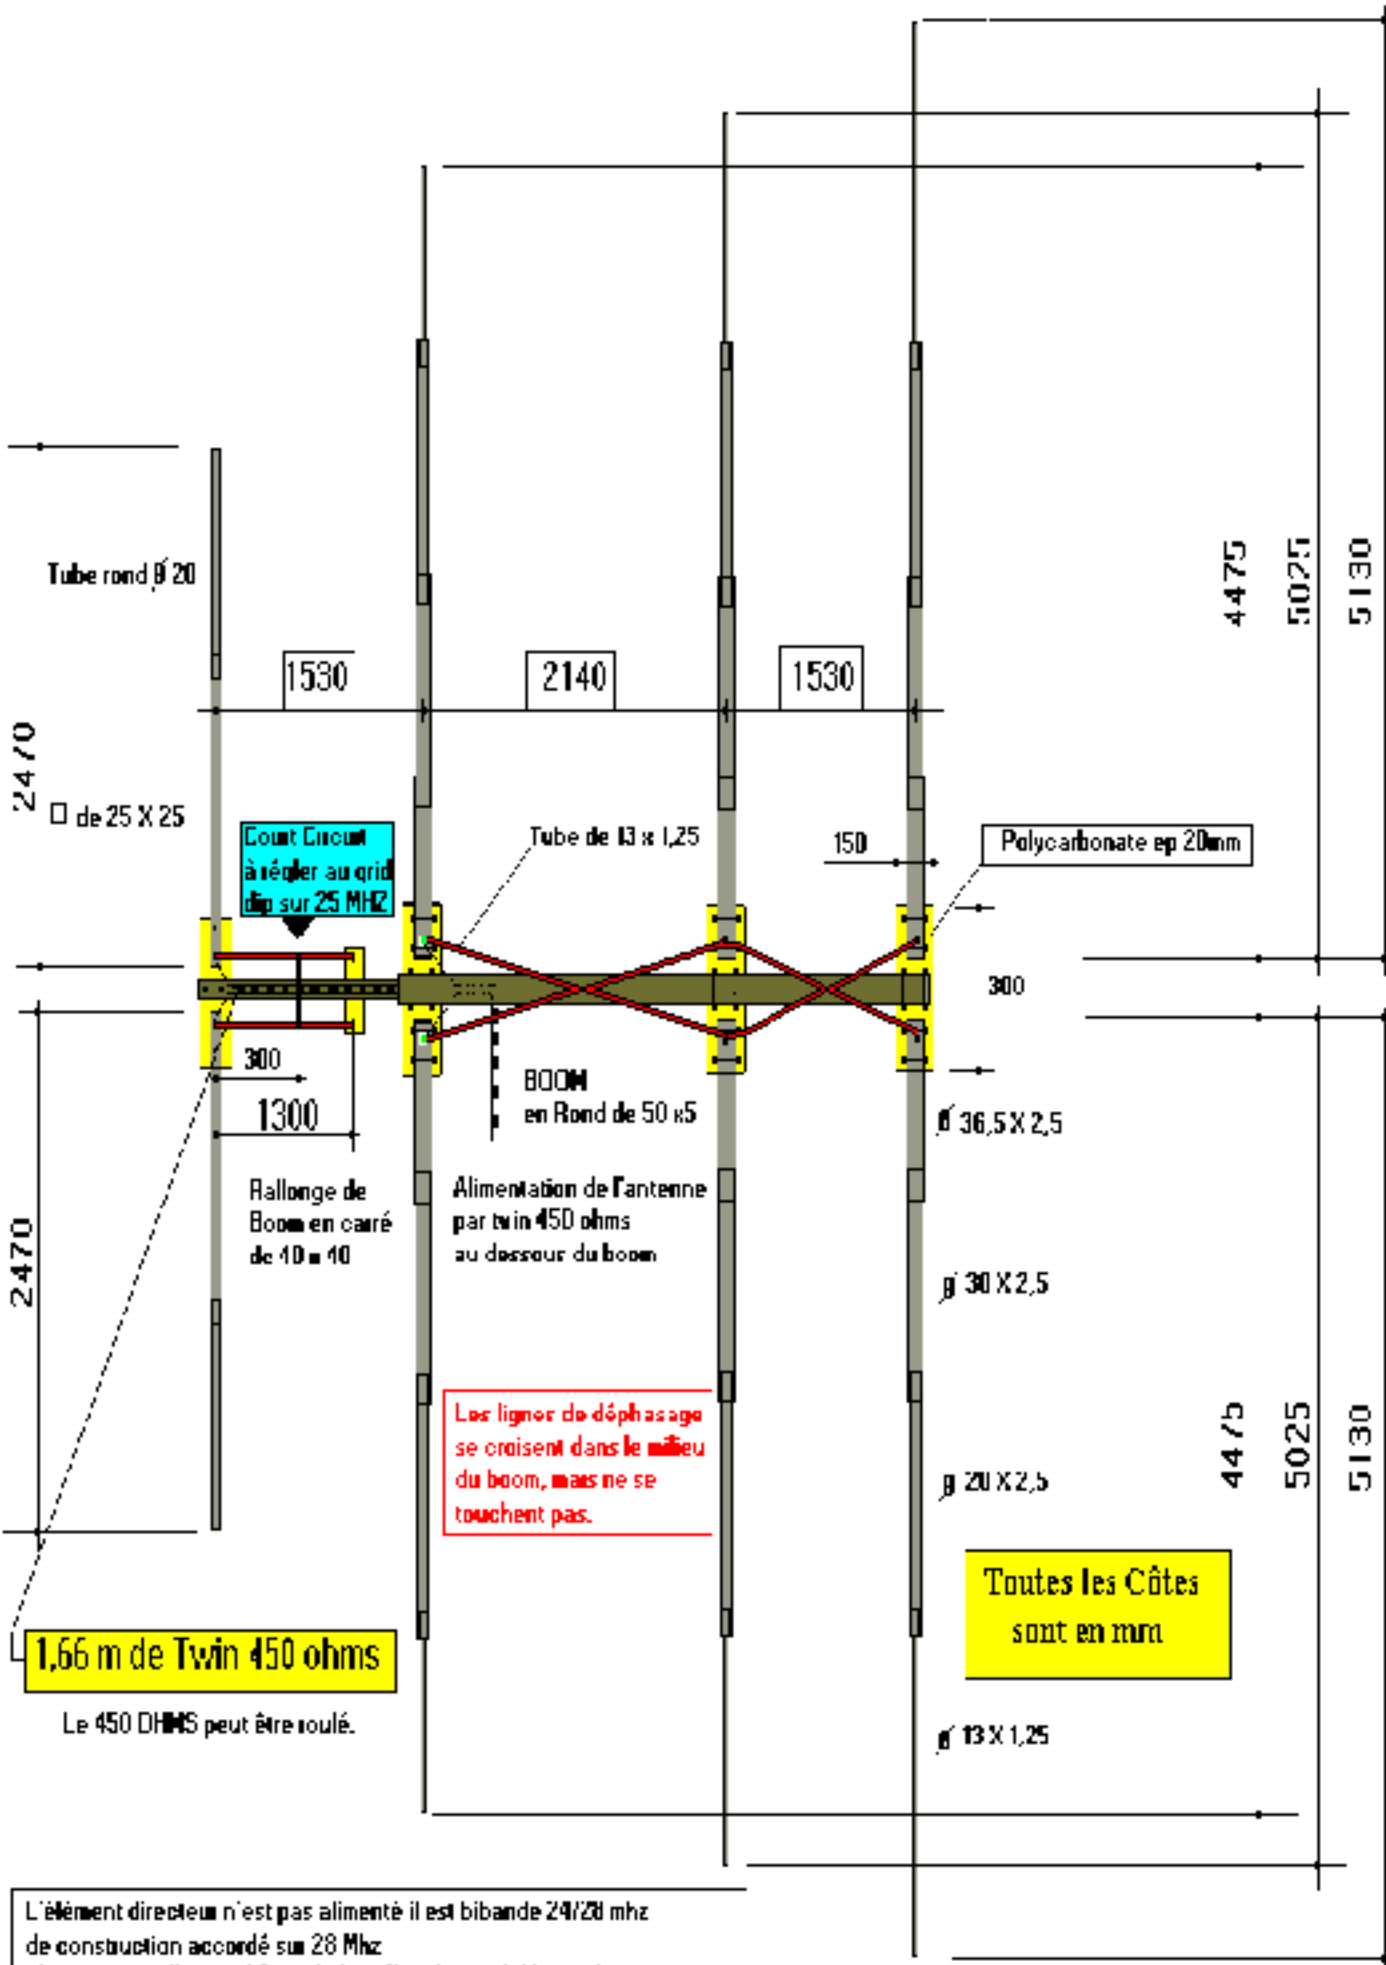 4475
5025
5130
Tube rond Ø 20
1530
2140
1530
2470
□ de 25 X 25
Court Circuit
à régler au grid
dip sur 25 MHZ
Tube de 13 x 1,25
150
Polycarbonate ep 20mm
300
300
1300
BOOM
en Rond de 50 x5
Ø 36,5 X 2,5
Rallonge de
Boom en carré
de 40 x 40
Alimentation de l'antenne
par twin 450 ohms
au dessour du boom
2470
Ø 30 X 2,5
Les lignes de déphasage
se croisent dans le milieu
du boom, mais ne se
touchent pas.
4475
5025
5130
Ø 20 X 2,5
Toutes les Côtes
sont en mm
1,66 m de Twin 450 ohms
Le 450 OHMS peut être roulé.
Ø 13 X 1,25
L'élément directeur n'est pas alimenté il est bibande 24/28 mhz
de construction accordé sur 28 Mhz